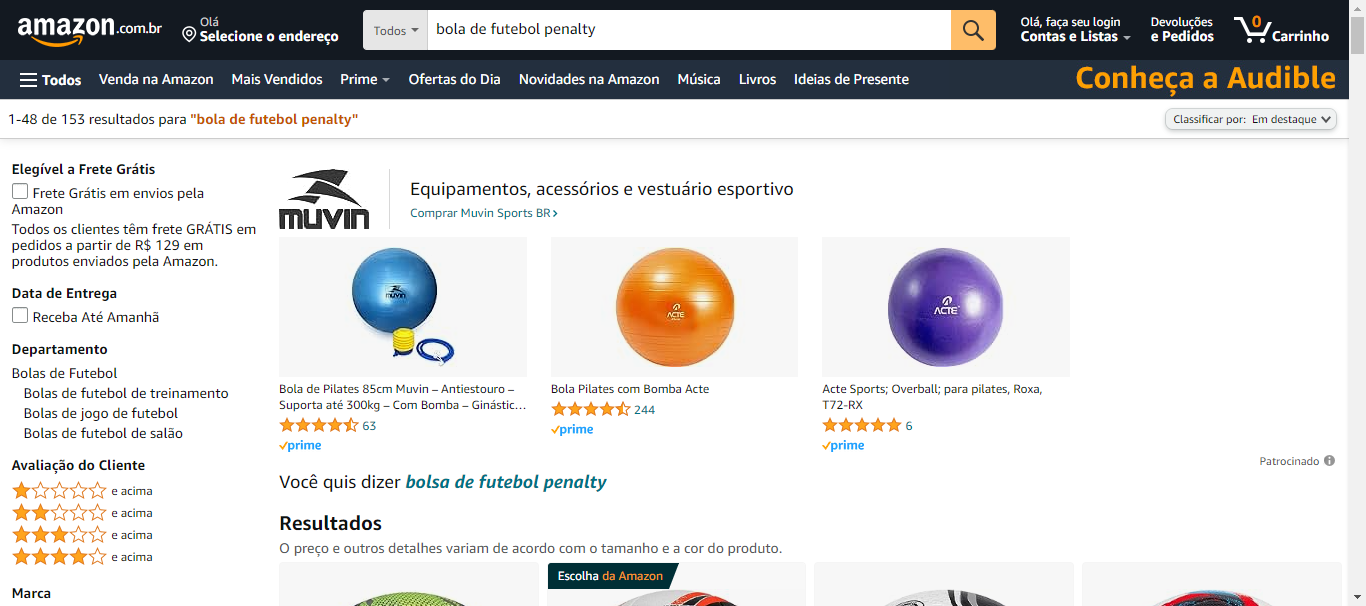 amazon.com.br
Olá
Selecione o endereço
Todos
bola de futebol penalty
Olá, faça seu login
Contas e Listas
Devoluções
e Pedidos
0
Carrinho
Todos
Venda na Amazon
Mais Vendidos
Prime
Ofertas do Dia
Novidades na Amazon
Música
Livros
Ideias de Presente
Conheça a Audible
1-48 de 153 resultados para "bola de futebol penalty"
Classificar por: Em destaque
Elegível a Frete Grátis
Frete Grátis em envios pela
Amazon
Todos os clientes têm frete GRÁTIS em
pedidos a partir de R$ 129 em
produtos enviados pela Amazon.
Data de Entrega
Receba Até Amanhã
Departamento
Bolas de Futebol
Bolas de futebol de treinamento
Bolas de jogo de futebol
Bolas de futebol de salão
Avaliação do Cliente
e acima
e acima
e acima
e acima
Marca
MUVIN
Equipamentos, acessórios e vestuário esportivo
Comprar Muvin Sports BR
MUVIN
Bola de Pilates 85cm Muvin – Antiestouro –
Suporta até 300kg – Com Bomba – Ginástic…
63
prime
ACTE
Bola Pilates com Bomba Acte
244
prime
ACTE
Acte Sports; Overball; para pilates, Roxa,
T72-RX
6
prime
Patrocinado
Você quis dizer bolsa de futebol penalty
Resultados
O preço e outros detalhes variam de acordo com o tamanho e a cor do produto.
Escolha da Amazon